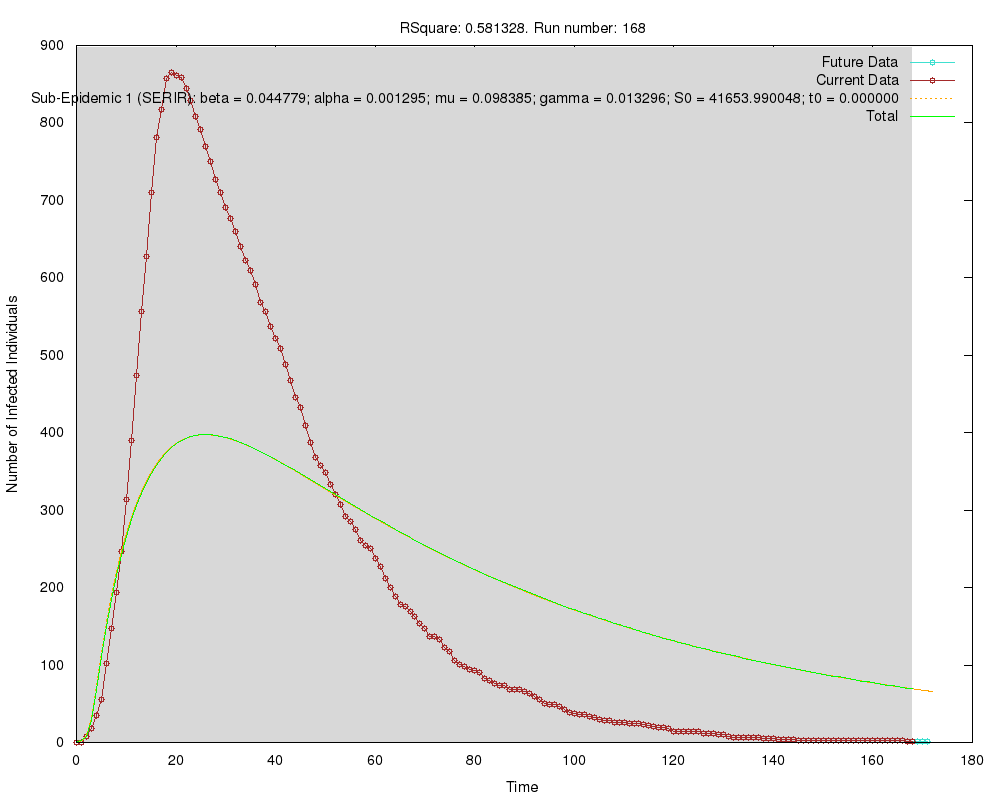 RSquare: 0.581328. Run number: 168
900
Future Data
Current Data
Sub-Epidemic 1 (SERIR): beta = 0.044779; alpha = 0.001295; mu = 0.098385; gamma = 0.013296; S0 = 41653.990048; t0 = 0.000000
Total
800
700
600
500
400
300
200
100
0
Number of Infected Individuals
0 20 40 60 80 100 120 140 160 180
Time